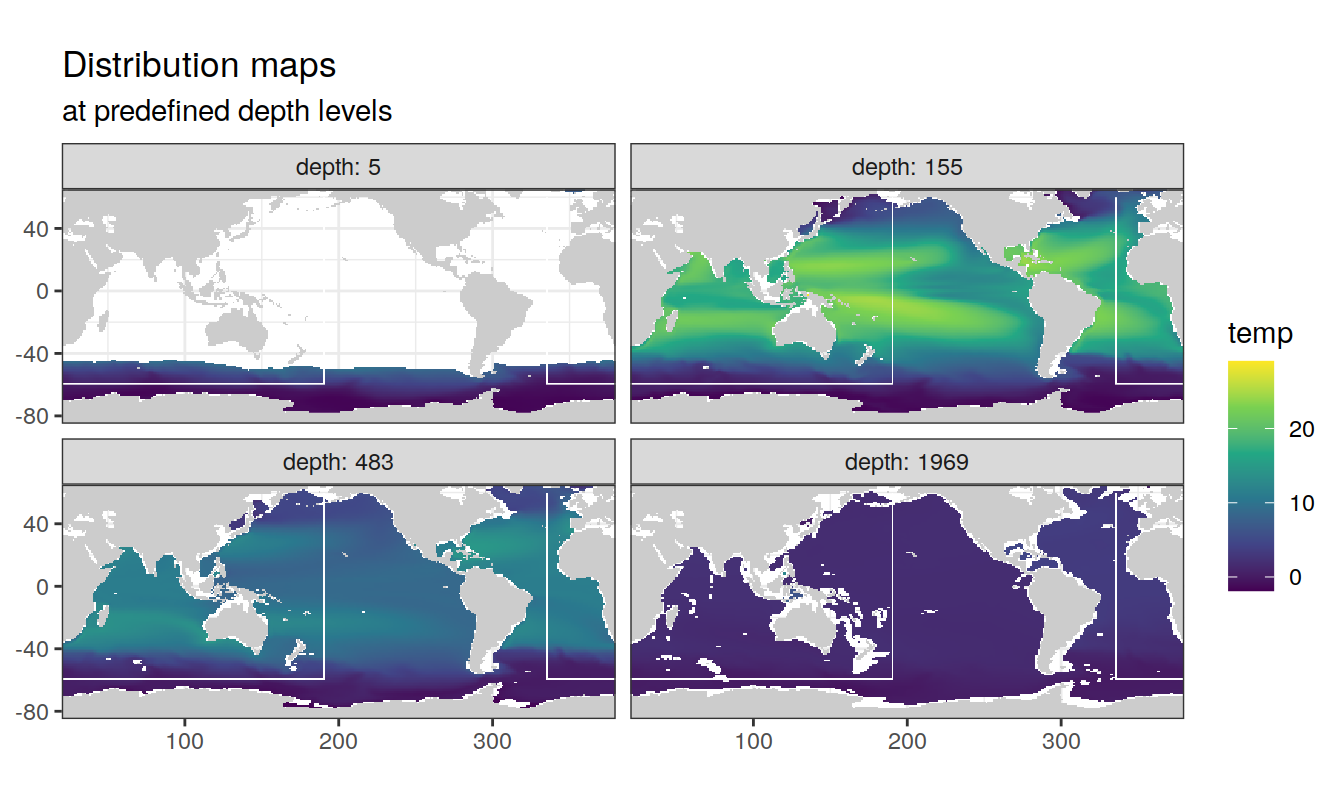 Distribution maps
at predefined depth levels
depth: 5
depth: 155
40
0
-40
-80
temp
20
10
0
depth: 483
depth: 1969
40
0
-40
-80
100 200 300
100 200 300